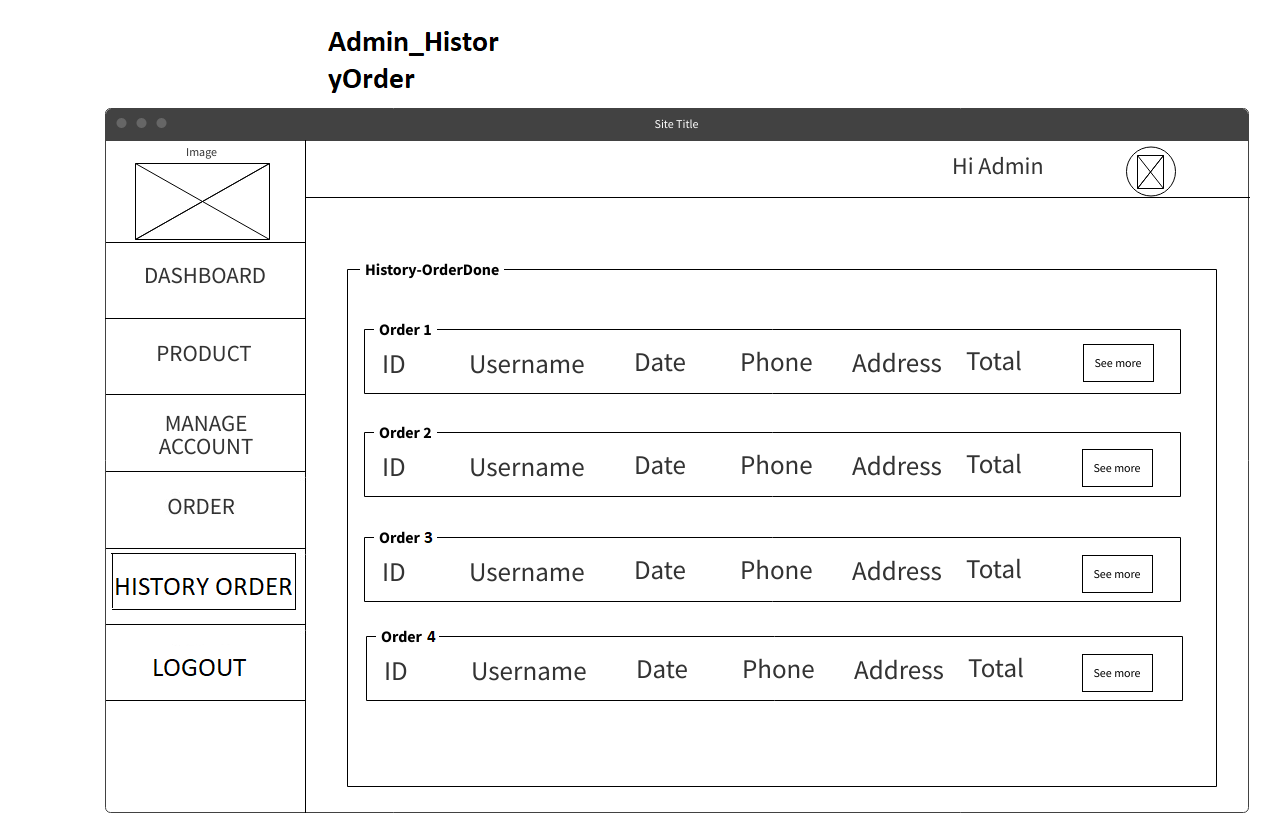 Admin_Histor
yOrder
Site Title
Image
Hi Admin
DASHBOARD
PRODUCT
MANAGE
ACCOUNT
ORDER
HISTORY ORDER
LOGOUT
History-OrderDone
Order 1
ID Username Date Phone Address Total See more
Order 2
ID Username Date Phone Address Total See more
Order 3
ID Username Date Phone Address Total See more
Order 4
ID Username Date Phone Address Total See more